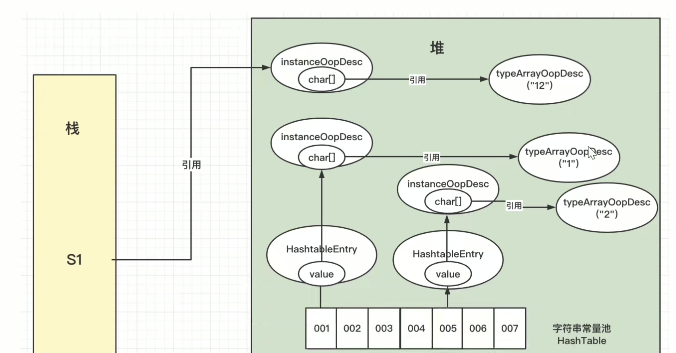 堆
instanceOopDesc
char[]
引用
typeArrayOopDesc
("12")
栈
instanceOopDesc
char[]
引用
typeArrayOopDesc
("1")
引用
instanceOopDesc
char[]
引用
typeArrayOopDesc
("2")
S1
HashtableEntry
value
HashtableEntry
value
001 002 003 004 005 006 007
字符串常量池
HashTable